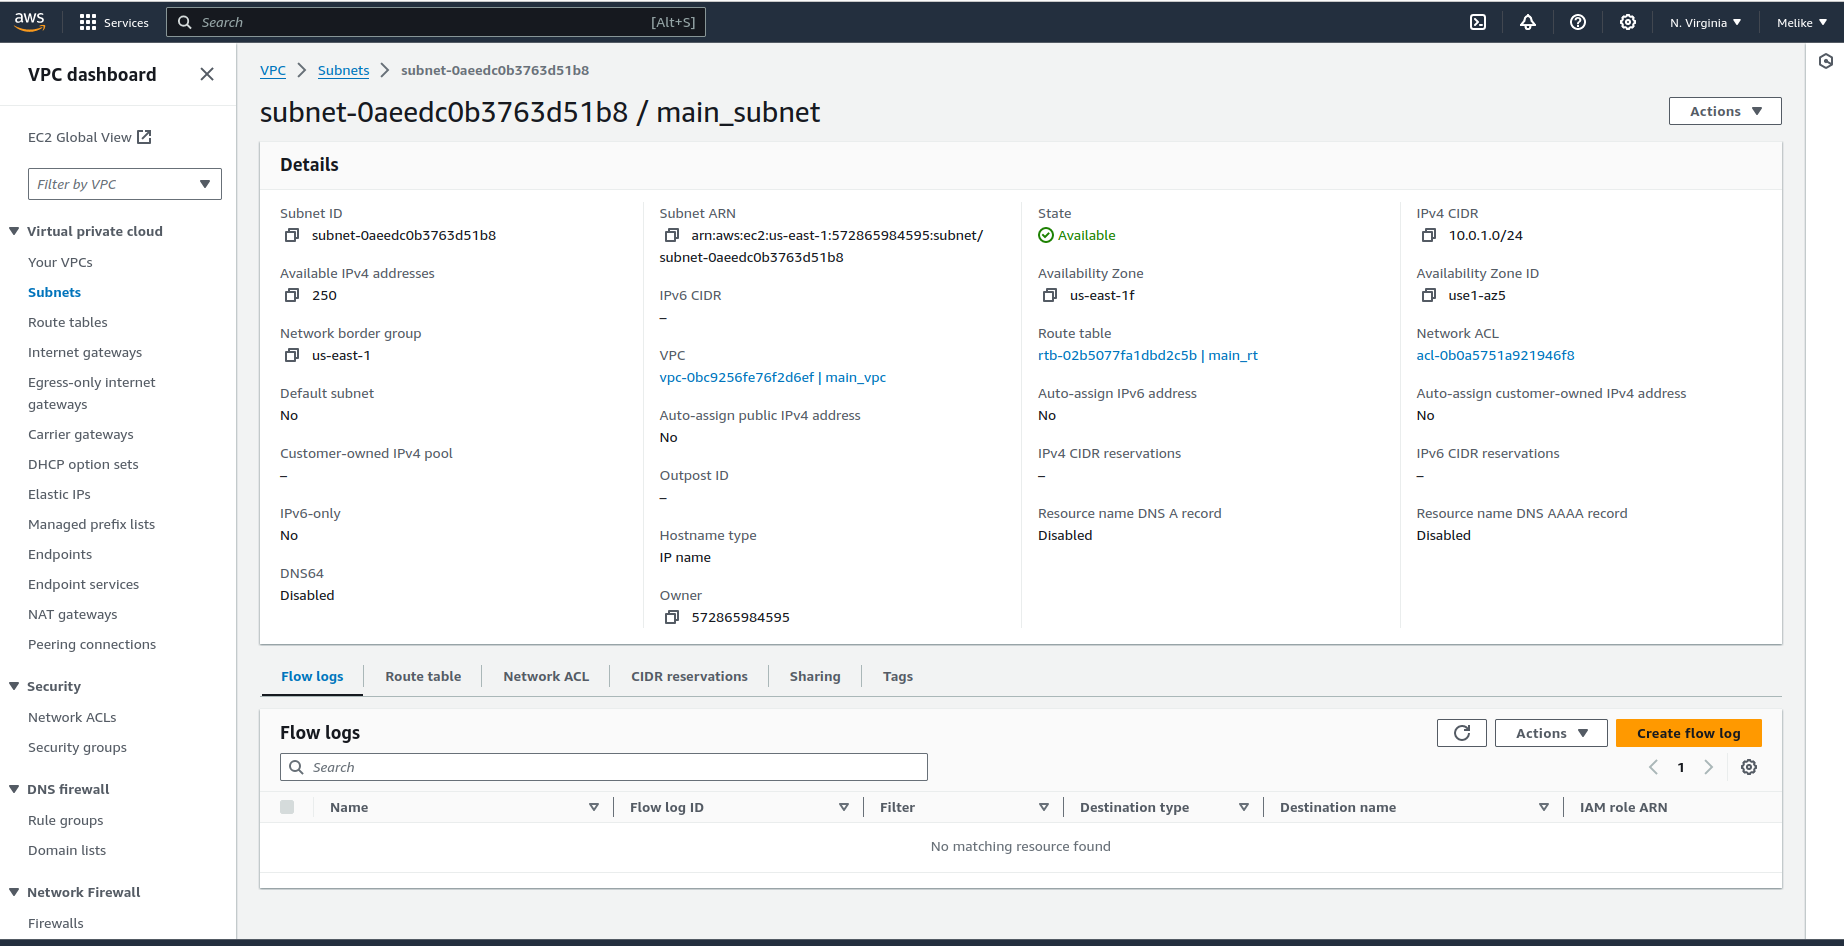 aws
Services
Search [Alt+S]
N. Virginia
Melike
VPC dashboard
EC2 Global View
Filter by VPC
Virtual private cloud
Your VPCs
Subnets
Route tables
Internet gateways
Egress-only internet
gateways
Carrier gateways
DHCP option sets
Elastic IPs
Managed prefix lists
Endpoints
Endpoint services
NAT gateways
Peering connections
Security
Network ACLs
Security groups
DNS firewall
Rule groups
Domain lists
Network Firewall
Firewalls
VPC > Subnets > subnet-0aeedc0b3763d51b8
subnet-0aeedc0b3763d51b8 / main_subnet
Actions
Details
Subnet ID
subnet-0aeedc0b3763d51b8
Available IPv4 addresses
250
Network border group
us-east-1
Default subnet
No
Customer-owned IPv4 pool
–
IPv6-only
No
DNS64
Disabled
Subnet ARN
arn:aws:ec2:us-east-1:572865984595:subnet/
subnet-0aeedc0b3763d51b8
IPv6 CIDR
–
VPC
vpc-0bc9256fe76f2d6ef | main_vpc
Auto-assign public IPv4 address
No
Outpost ID
–
Hostname type
IP name
Owner
572865984595
State
Available
Availability Zone
us-east-1f
Route table
rtb-02b5077fa1dbd2c5b | main_rt
Auto-assign IPv6 address
No
IPv4 CIDR reservations
–
Resource name DNS A record
Disabled
IPv4 CIDR
10.0.1.0/24
Availability Zone ID
use1-az5
Network ACL
acl-0b0a5751a921946f8
Auto-assign customer-owned IPv4 address
No
IPv6 CIDR reservations
–
Resource name DNS AAAA record
Disabled
Flow logs Route table Network ACL CIDR reservations Sharing Tags
Flow logs
Actions
Create flow log
Search
1
Name Flow log ID Filter Destination type Destination name IAM role ARN
No matching resource found